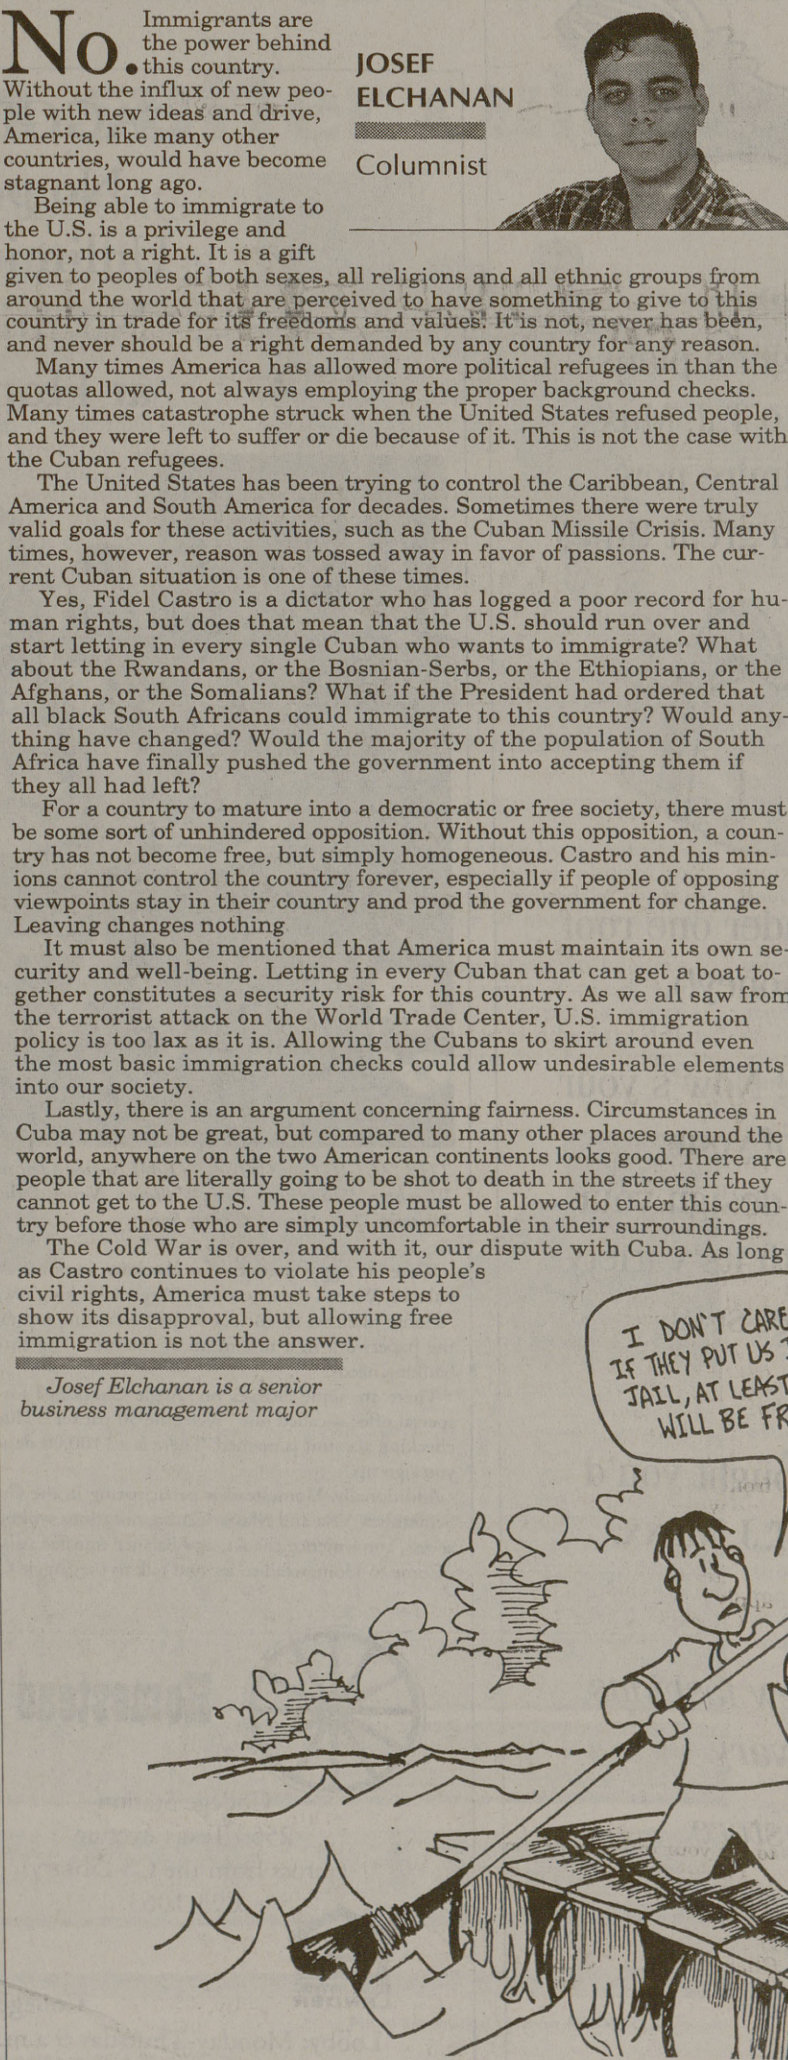 No. Immigrants are
the power behind
this country.
Without the influx of new peo-
ple with new ideas and drive,
America, like many other
countries, would have become
stagnant long ago.
Being able to immigrate to
the U.S. is a privilege and
honor, not a right. It is a gift
JOSEF
ELCHANAN
Columnist
given to peoples of both sexes, all religions and all ethnic groups from
around the world that are perceived to have something to give to this
country in trade for its freedoms and values. It is not, never has been,
and never should be a right demanded by any country for any reason.
Many times America has allowed more political refugees in than the
quotas allowed, not always employing the proper background checks.
Many times catastrophe struck when the United States refused people,
and they were left to suffer or die because of it. This is not the case with
the Cuban refugees.
The United States has been trying to control the Caribbean, Central
America and South America for decades. Sometimes there were truly
valid goals for these activities, such as the Cuban Missile Crisis. Many
times, however, reason was tossed away in favor of passions. The cur-
rent Cuban situation is one of these times.
Yes, Fidel Castro is a dictator who has logged a poor record for hu-
man rights, but does that mean that the U.S. should run over and
start letting in every single Cuban who wants to immigrate? What
about the Rwandans, or the Bosnian-Serbs, or the Ethiopians, or the
Afghans, or the Somalians? What if the President had ordered that
all black South Africans could immigrate to this country? Would any-
thing have changed? Would the majority of the population of South
Africa have finally pushed the government into accepting them if
they all had left?
For a country to mature into a democratic or free society, there must
be some sort of unhindered opposition. Without this opposition, a coun-
try has not become free, but simply homogeneous. Castro and his min-
ions cannot control the country forever, especially if people of opposing
viewpoints stay in their country and prod the government for change.
Leaving changes nothing
It must also be mentioned that America must maintain its own se-
curity and well-being. Letting in every Cuban that can get a boat to-
gether constitutes a security risk for this country. As we all saw from
the terrorist attack on the World Trade Center, U.S. immigration
policy is too lax as it is. Allowing the Cubans to skirt around even
the most basic immigration checks could allow undesirable elements
into our society.
Lastly, there is an argument concerning fairness. Circumstances in
Cuba may not be great, but compared to many other places around the
world, anywhere on the two American continents looks good. There are
people that are literally going to be shot to death in the streets if they
cannot get to the U.S. These people must be allowed to enter this coun-
try before those who are simply uncomfortable in their surroundings.
The Cold War is over, and with it, our dispute with Cuba. As long
as Castro continues to violate his people's
civil rights, America must take steps to
show its disapproval, but allowing free
immigration is not the answer.
Josef Elchanan is a senior
business management major
I DON'T CARE
IF THEY PUT US
JAIL, AT LEAST
WILL BE FR